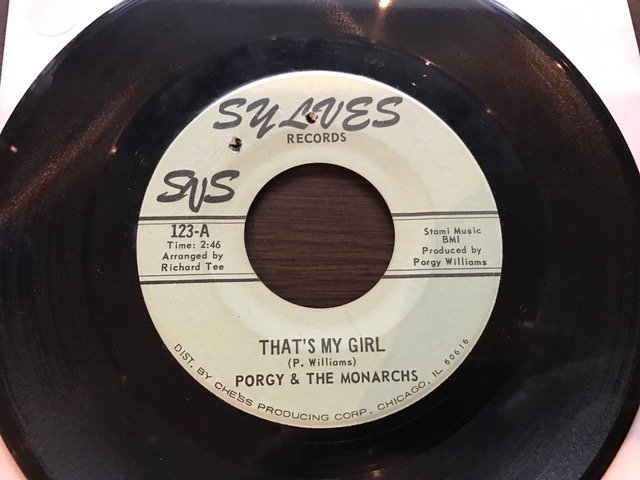 SYLVES
RECORDS
SVS
123-A
Time: 2:46
Arranged by
Richard Tee
Stami Music
BMI
Produced by
Porgy Williams
THAT'S MY GIRL
(P. Williams)
PORGY & THE MONARCHS
DIST. BY CHESS PRODUCING CORP. CHICAGO, IL 60616